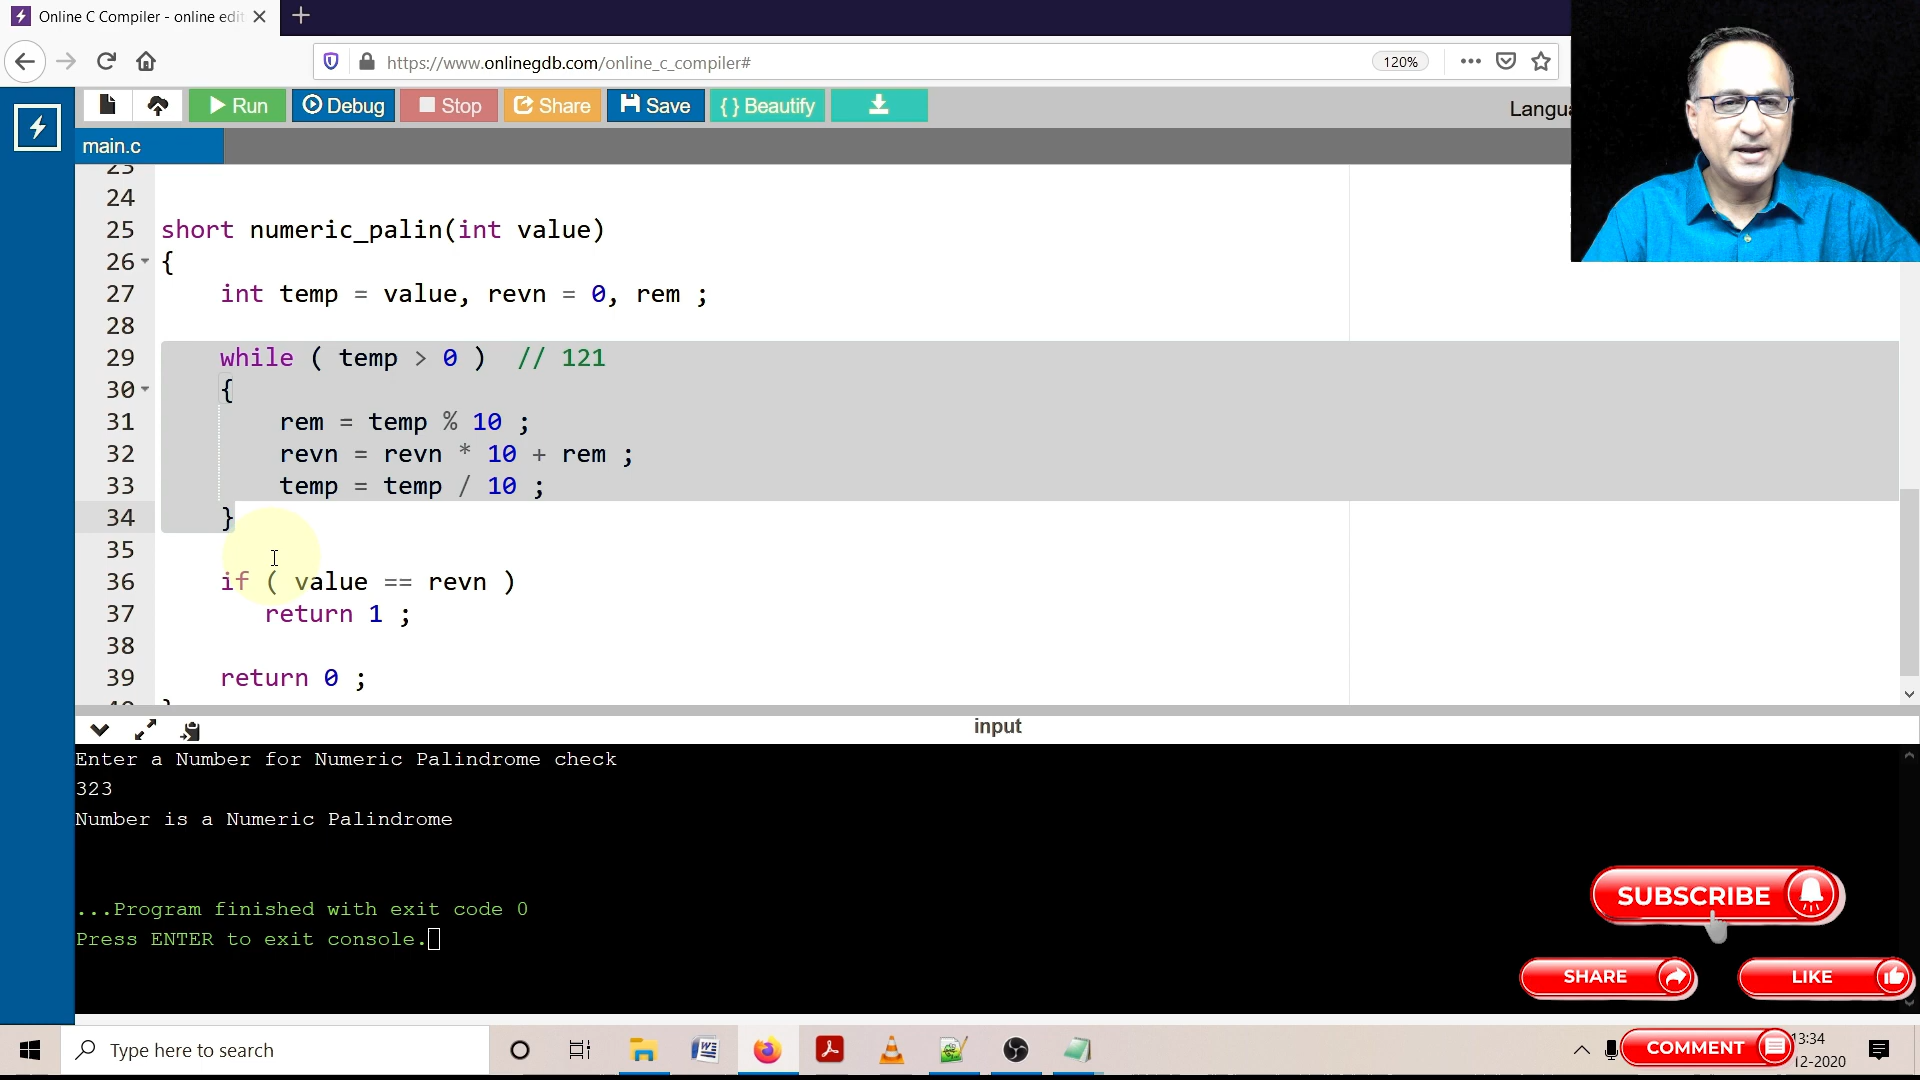 Online C Compiler - online edit
https://www.onlinegdb.com/online_c_compiler#
120%
Run
Debug
Stop
Share
Save
{ } Beautify
Langua
main.c
23
24
25 short numeric_palin(int value)
26 {
27 int temp = value, revn = 0, rem ;
28
29 while ( temp > 0 ) // 121
30 {
31 rem = temp % 10 ;
32 revn = revn * 10 + rem ;
33 temp = temp / 10 ;
34 }
35
36 if ( value == revn )
37 return 1 ;
38
39 return 0 ;
40 }
input
Enter a Number for Numeric Palindrome check
323
Number is a Numeric Palindrome
...Program finished with exit code 0
Press ENTER to exit console.
SUBSCRIBE
SHARE
LIKE
Type here to search
COMMENT
13:34
12-2020